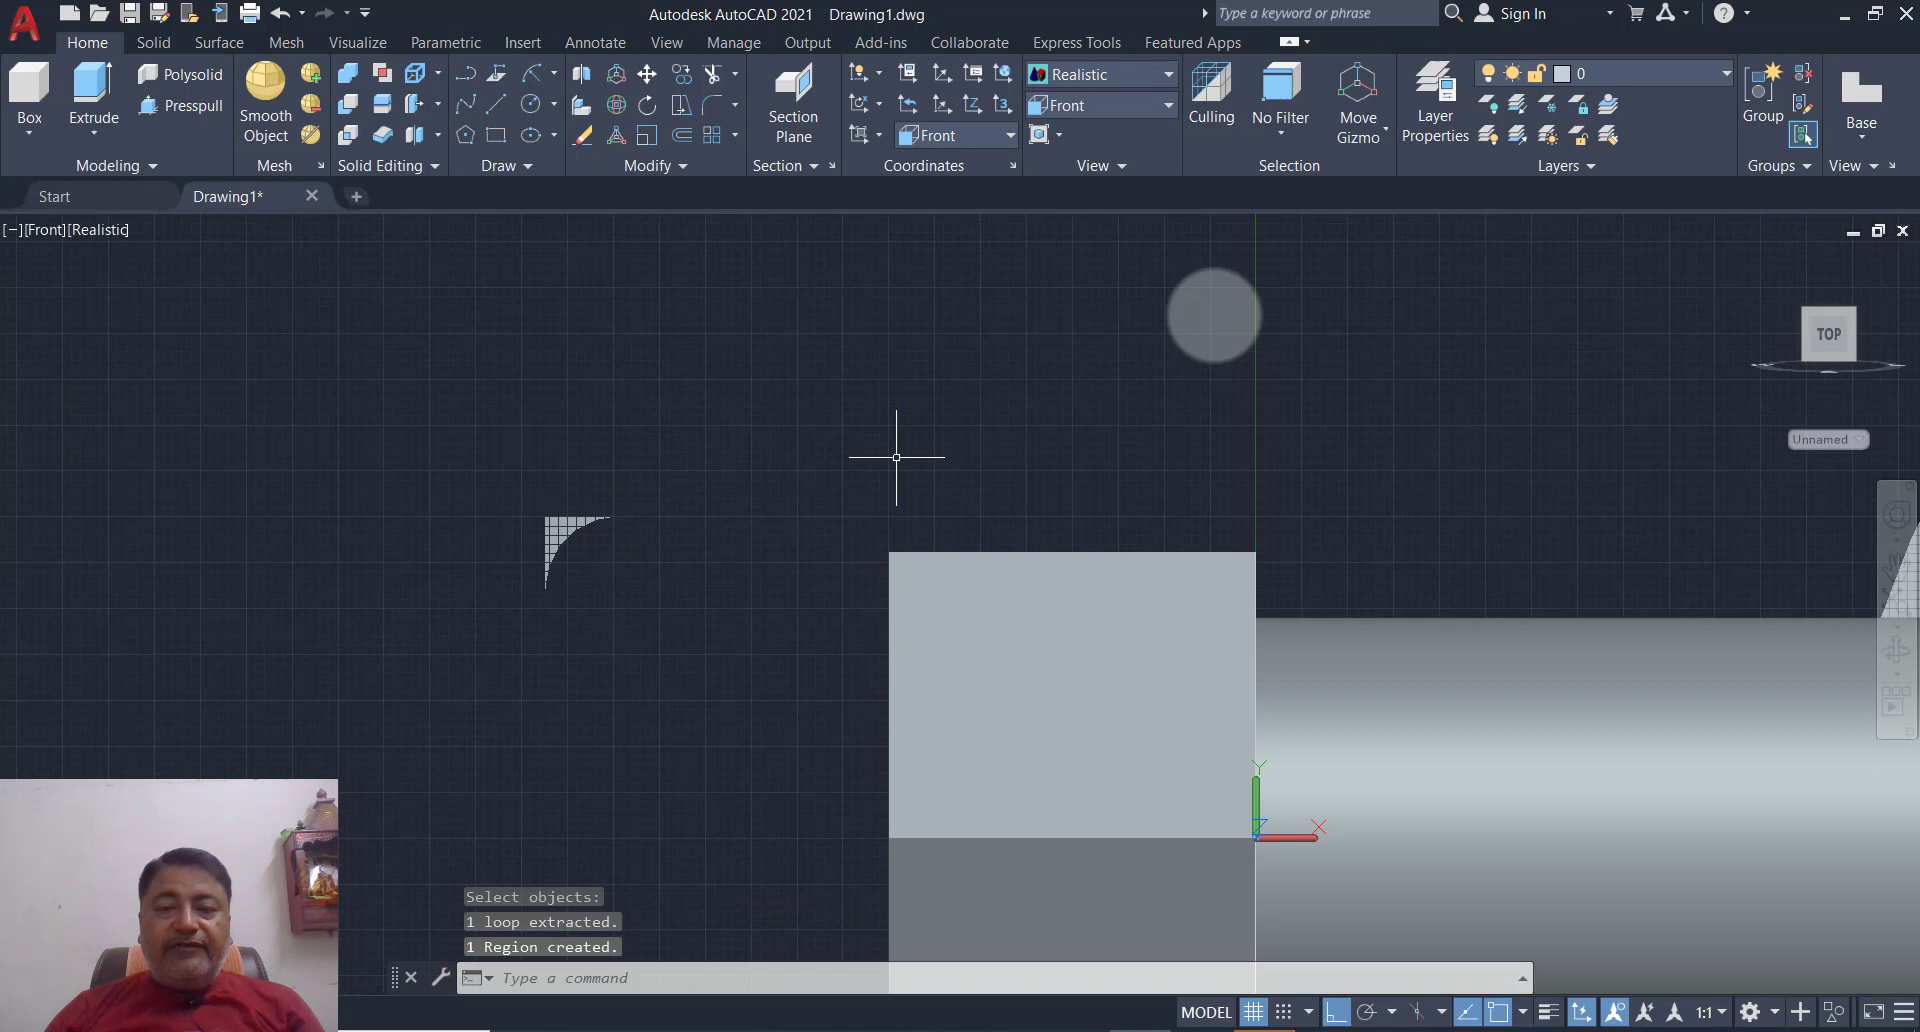 Autodesk AutoCAD 2021 Drawing1.dwg
Type a keyword or phrase
Sign In
Home Solid Surface Mesh Visualize Parametric Insert Annotate View Manage Output Add-ins Collaborate Express Tools Featured Apps
Box
Extrude
Polysolid
Presspull
Smooth Object
Section Plane
Front
Realistic
Front
Culling
No Filter
Move Gizmo
Layer Properties
0
Group
Base
Modeling Mesh Solid Editing Draw Modify Section Coordinates View Selection Layers Groups View
Start
Drawing1*
[−][Front][Realistic]
TOP
Unnamed
Y
X
Z
Select objects:
1 loop extracted.
1 Region created.
Type a command
MODEL
1:1